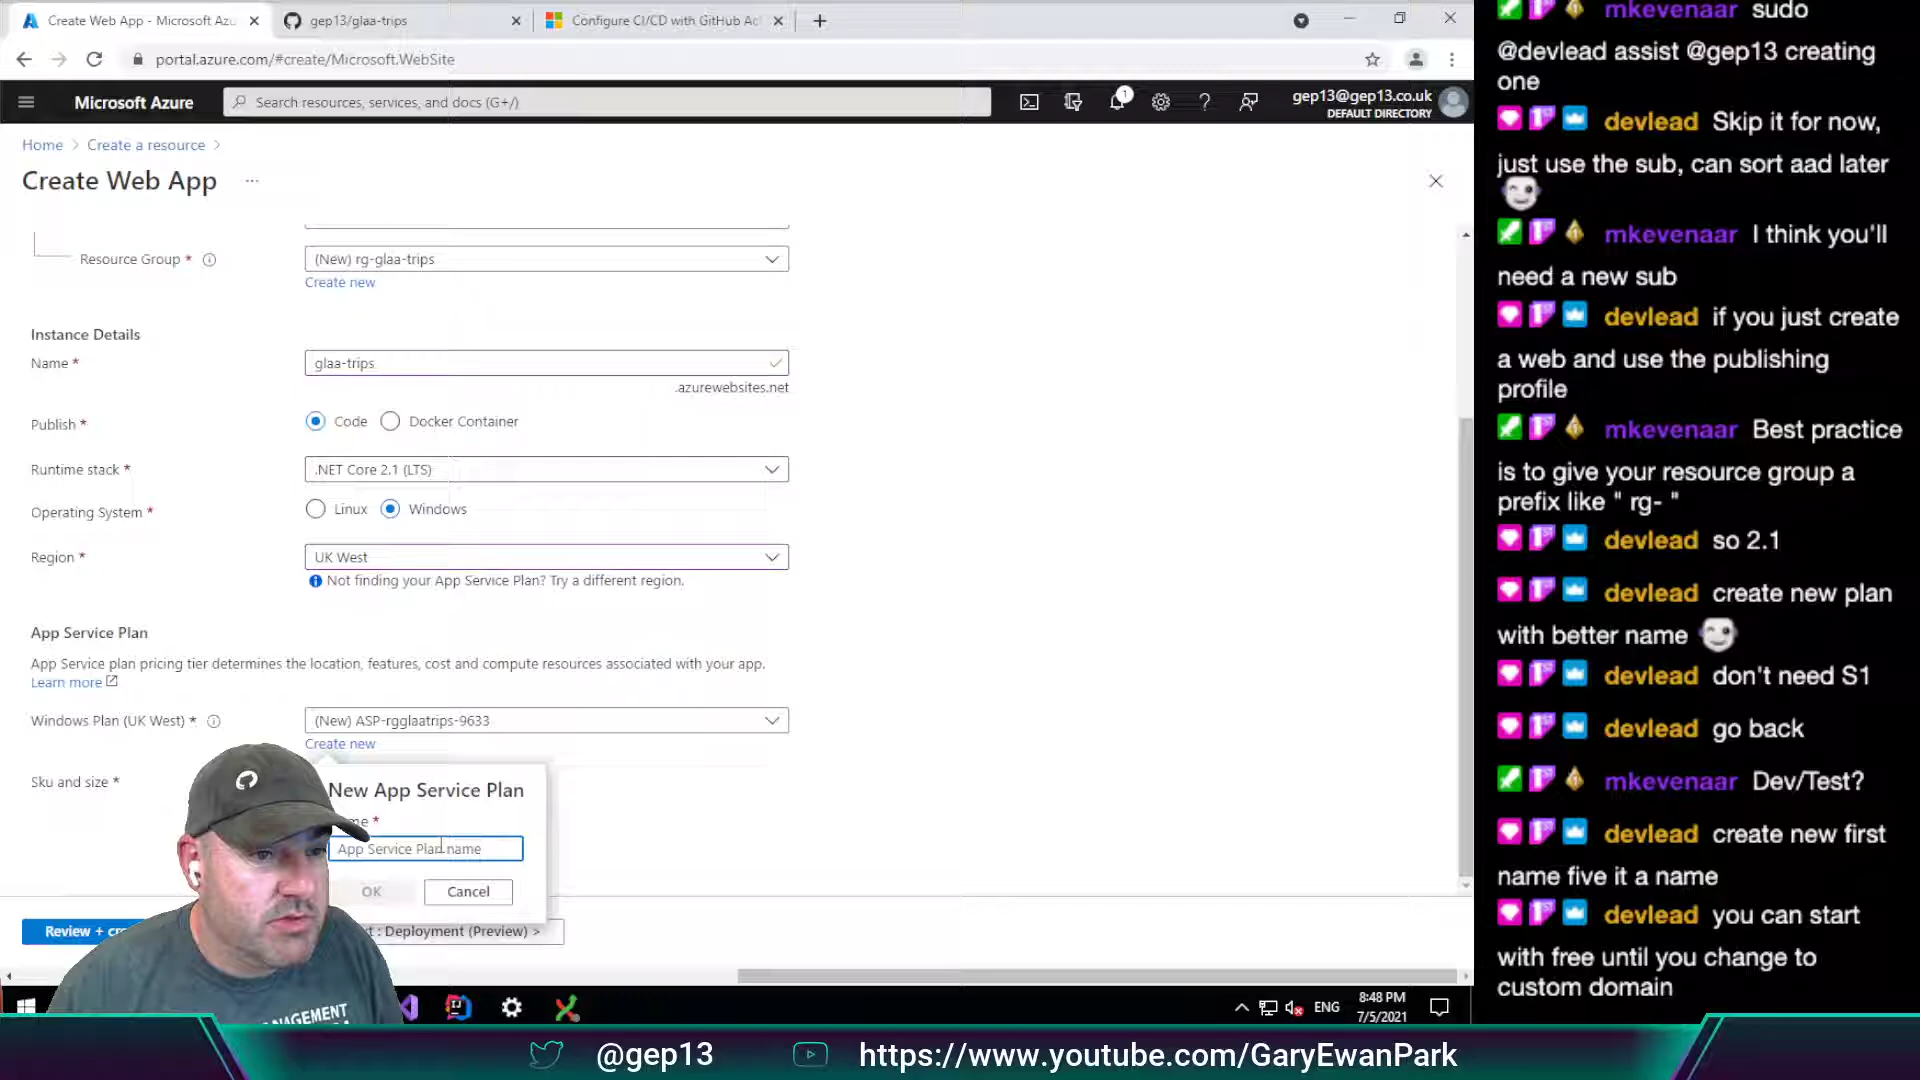 Create Web App - Microsoft Azu
gep13/glaa-trips
Configure CI/CD with GitHub Ac
portal.azure.com/#create/Microsoft.WebSite
Microsoft Azure
Search resources, services, and docs (G+/)
1
gep13@gep13.co.uk
DEFAULT DIRECTORY
Home > Create a resource >
Create Web App ...
Resource Group *
(New) rg-glaa-trips
Create new
Instance Details
Name *
glaa-trips
.azurewebsites.net
Publish *
Code
Docker Container
Runtime stack *
.NET Core 2.1 (LTS)
Operating System *
Linux
Windows
Region *
UK West
Not finding your App Service Plan? Try a different region.
App Service Plan
App Service plan pricing tier determines the location, features, cost and compute resources associated with your app.
Learn more
Windows Plan (UK West) *
(New) ASP-rgglaatrips-9633
Create new
Sku and size *
New App Service Plan
me *
App Service Plan name
OK
Cancel
Review + cr
t : Deployment (Preview) >
ENG
8:48 PM
7/5/2021
MANAGEMENT
@gep13
https://www.youtube.com/GaryEwanPark
mkevenaar sudo
@devlead assist @gep13 creating
one
devlead Skip it for now,
just use the sub, can sort aad later
mkevenaar I think you'll
need a new sub
devlead if you just create
a web and use the publishing
profile
mkevenaar Best practice
is to give your resource group a
prefix like " rg- "
devlead so 2.1
devlead create new plan
with better name
devlead don't need S1
devlead go back
mkevenaar Dev/Test?
devlead create new first
name five it a name
devlead you can start
with free until you change to
custom domain